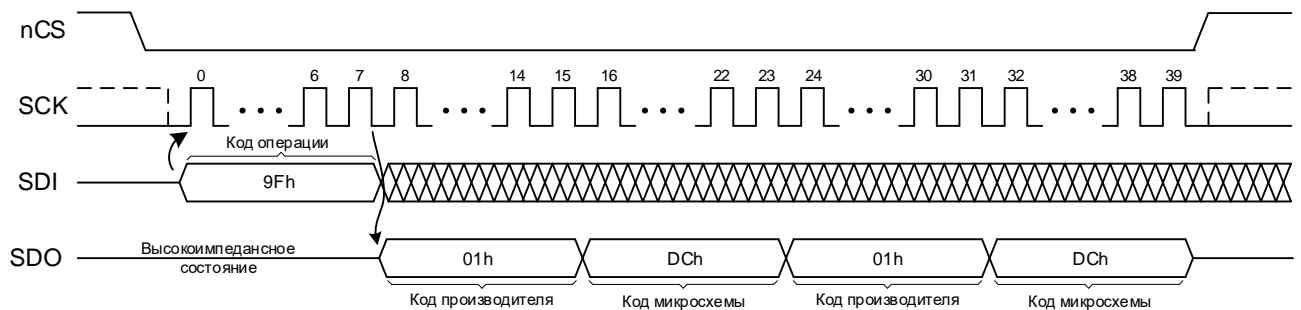 nCS
0 6 7 8 14 15 16 22 23 24 30 31 32 38 39
SCK
Код операции
SDI 9Fh
Высокоимпедансное
состояние
SDO 01h DCh 01h DCh
Код производителя Код микросхемы Код производителя Код микросхемы